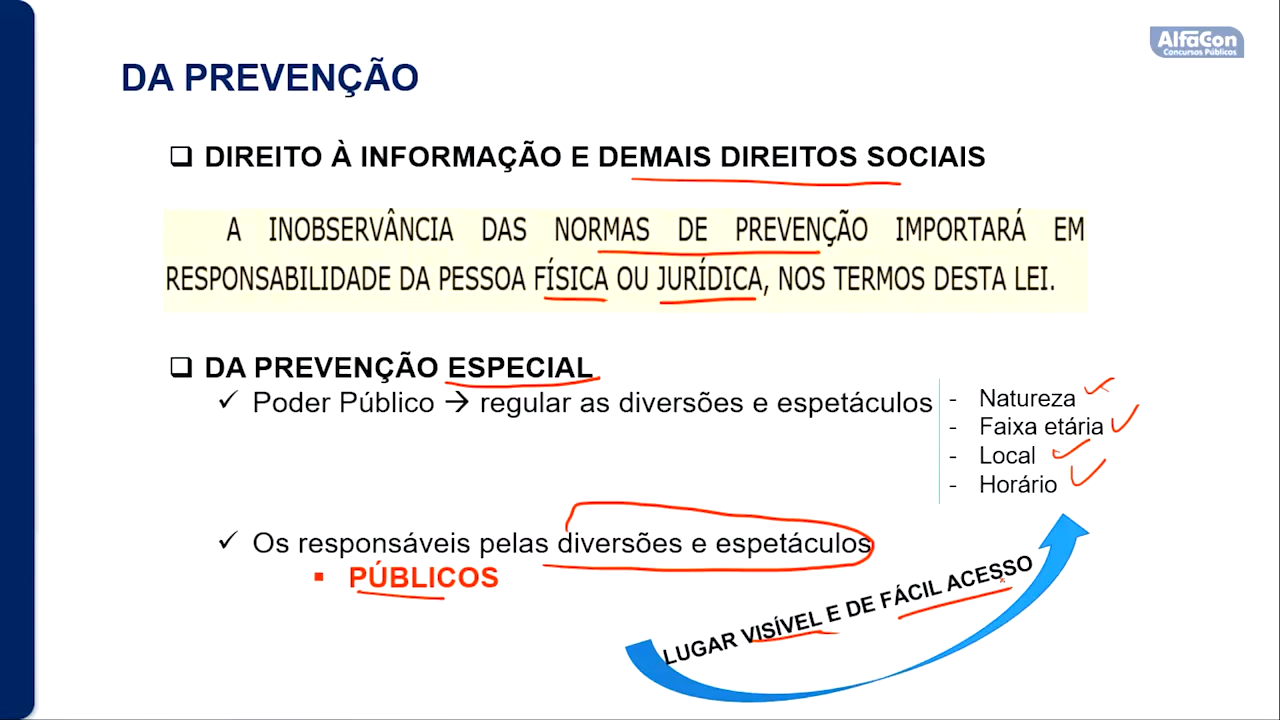 AlfaCon
Concursos Públicos
DA PREVENÇÃO
❑ DIREITO À INFORMAÇÃO E DEMAIS DIREITOS SOCIAIS
A INOBSERVÂNCIA DAS NORMAS DE PREVENÇÃO IMPORTARÁ EM
RESPONSABILIDADE DA PESSOA FÍSICA OU JURÍDICA, NOS TERMOS DESTA LEI.
❑ DA PREVENÇÃO ESPECIAL
✓ Poder Público → regular as diversões e espetáculos
- Natureza
- Faixa etária
- Local
- Horário
✓ Os responsáveis pelas diversões e espetáculos
▪ PÚBLICOS
LUGAR VISÍVEL E DE FÁCIL ACESSO